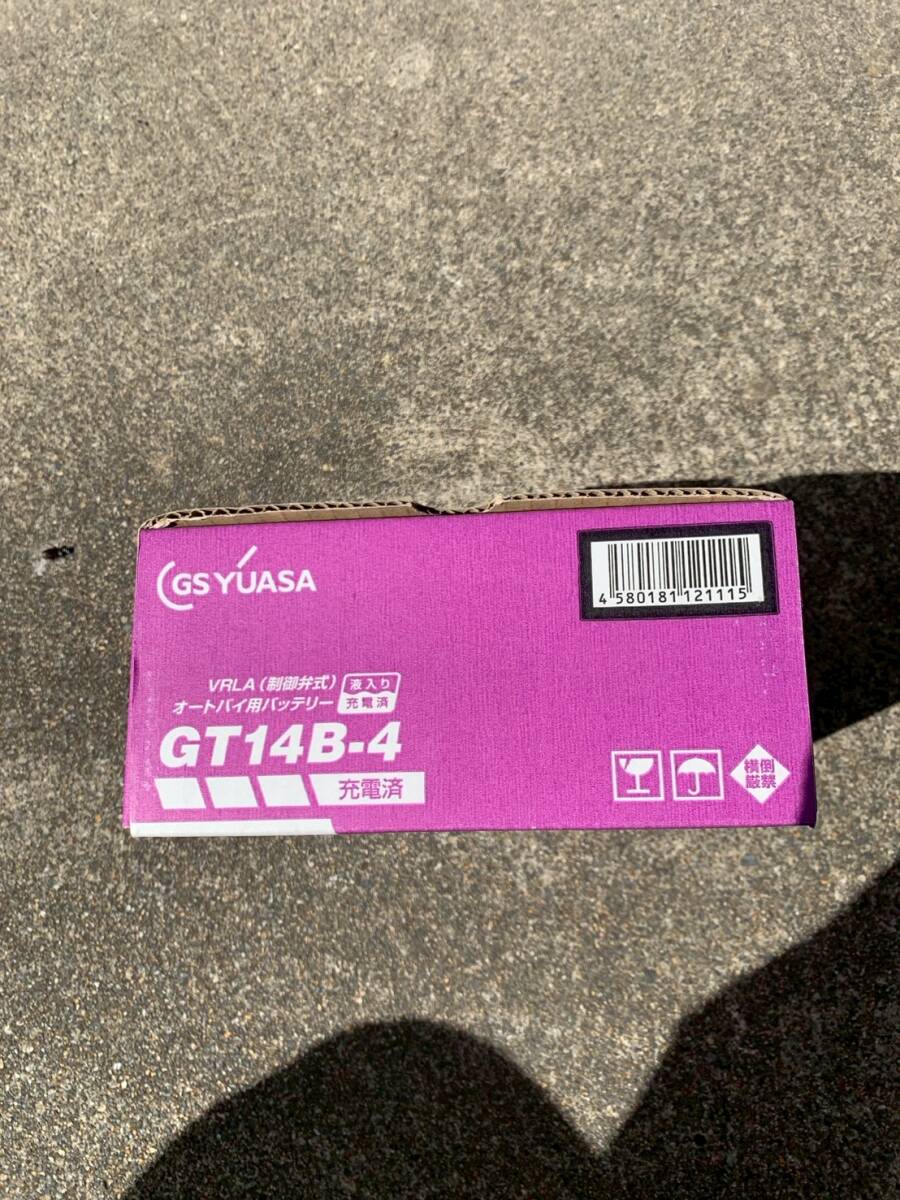 GS YUASA
4 580181 121115
VRLA（制御弁式）
オートバイ用バッテリー
液入り
充電済
GT14B-4
充電済
横倒
厳禁